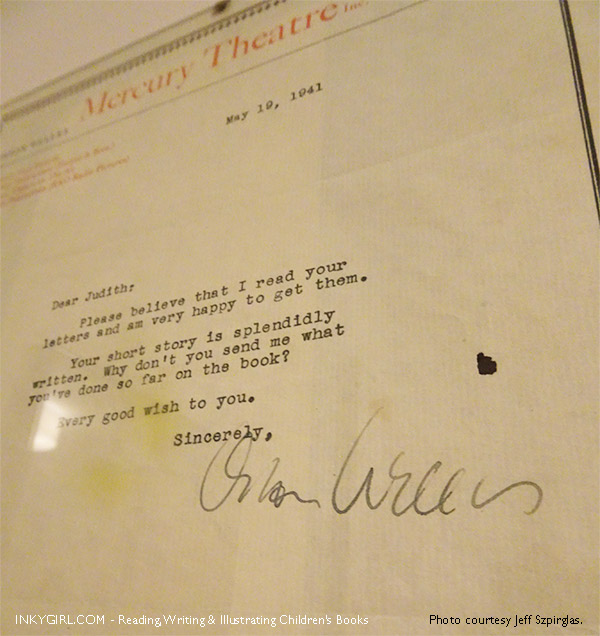 Mercury Theatre Inc.
May 19, 1941
Dear Judith:
Please believe that I read your
letters and am very happy to get them.
Your short story is splendidly
written. Why don't you send me what
you've done so far on the book?
Every good wish to you.
Sincerely,
Orson Welles
INKYGIRL.COM - Reading, Writing & Illustrating Children's Books
Photo courtesy Jeff Szpirglas.